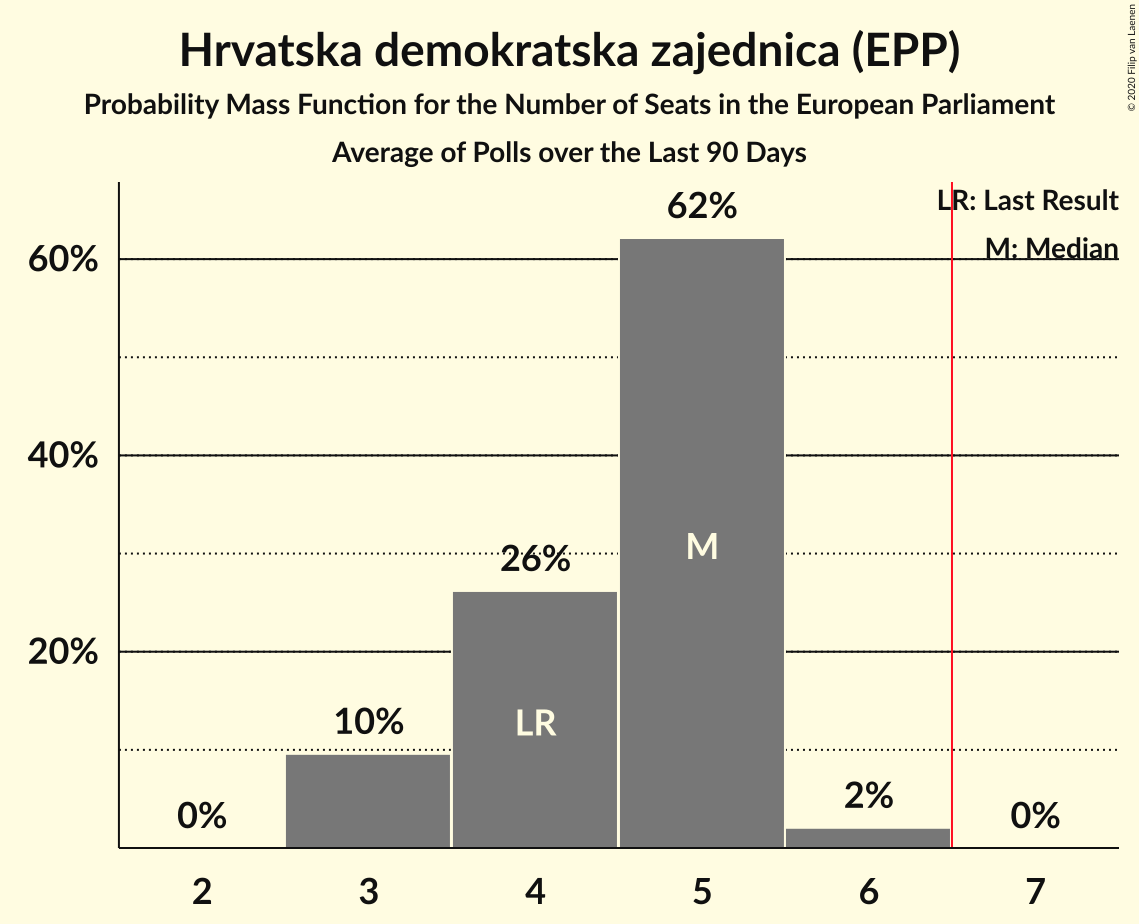 Hrvatska demokratska zajednica (EPP)
Probability Mass Function for the Number of Seats in the European Parliament
Average of Polls over the Last 90 Days
© 2020 Filip van Laenen
LR: Last Result
M: Median
62%
60%
40%
M
26%
20%
10%
LR
2%
0%
0%
2 3 4 5 6 7